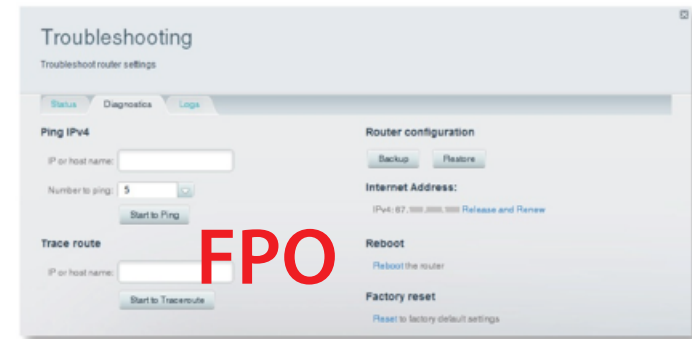 Troubleshooting
Troubleshoot router settings
Status Diagnostics Logs
Ping IPv4
IP or host name:
Number to ping: 5
Start to Ping
Trace route
IP or host name:
Start to Traceroute
FPO
Router configuration
Backup Restore
Internet Address:
IPv4: 67. Release and Renew
Reboot
Reboot the router
Factory reset
Reset to factory default settings